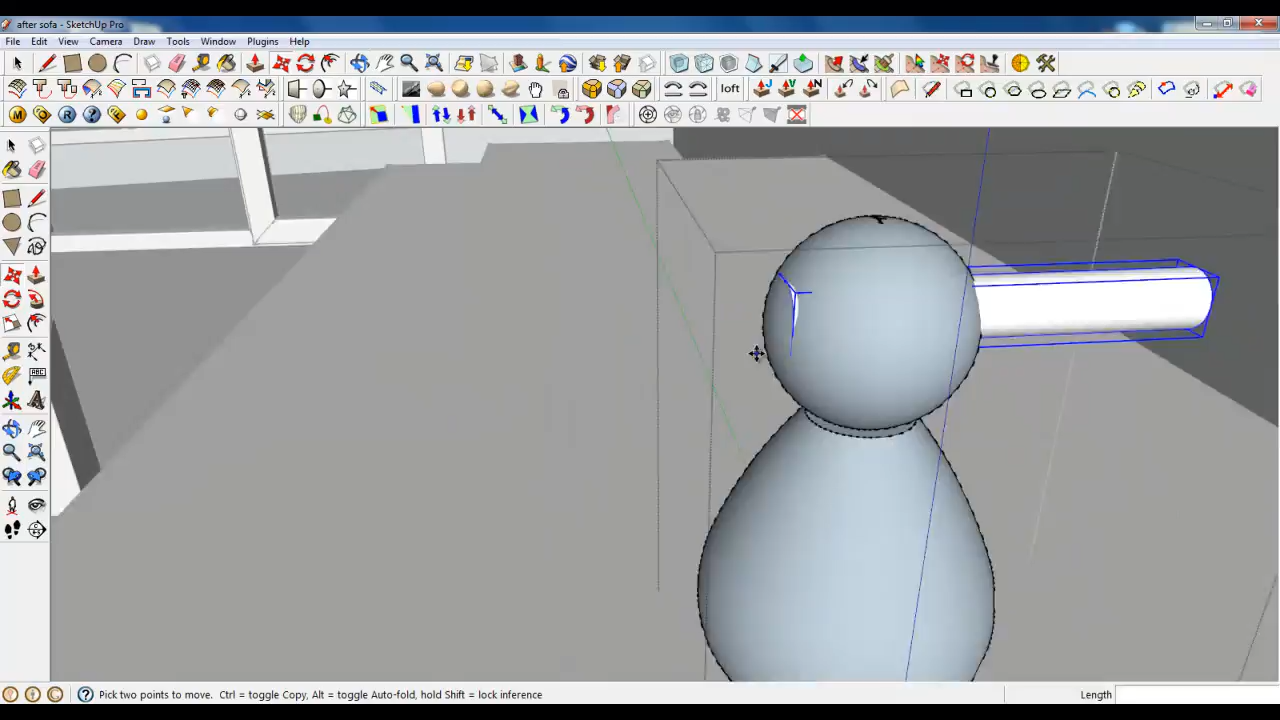 after sofa - SketchUp Pro
File Edit View Camera Draw Tools Window Plugins Help
loft
M R ?
ABC
Pick two points to move. Ctrl = toggle Copy, Alt = toggle Auto-fold, hold Shift = lock inference
Length